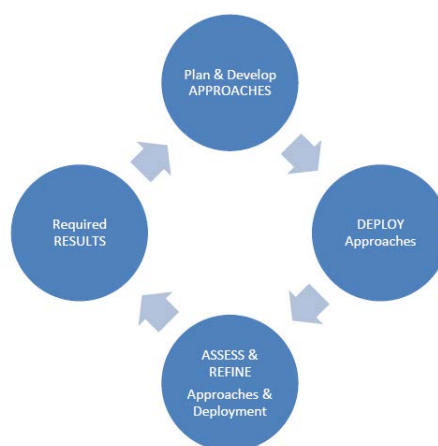 Plan & Develop
APPROACHES
DEPLOY
Approaches
ASSESS &
REFINE
Approaches &
Deployment
Required
RESULTS